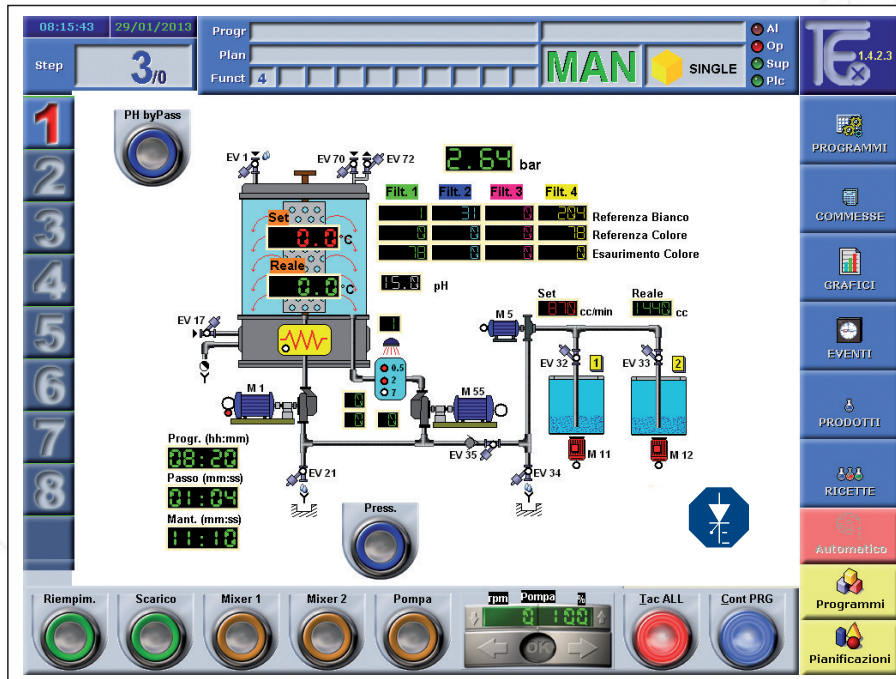 08:15:43 29/01/2013
Step 3/0
Progr
Plan
Funct 4
MAN
SINGLE
Al
Op
Sup
Plc
1.4.2.3
1
2
3
4
5
6
7
8
PH byPass
EV 1
EV 70
EV 72
2.64 bar
Filt. 1 Filt. 2 Filt. 3 Filt. 4
1 31 0 204 Referenza Bianco
0 0 0 78 Referenza Colore
78 0 0 0 Esaurimento Colore
Set
0.0 °C
Reale
0.0 °C
15.0 pH
EV 17
1
0.5
2
7
M 1
M 55
0
0 0
M 5
Set
870 cc/min
Reale
1440 cc
EV 32
1
EV 33
2
M 11
M 12
EV 21
EV 35
EV 34
Progr. (hh:mm)
08:20
Passo (mm:ss)
01:04
Mant. (mm:ss)
11:10
Press.
PROGRAMMI
COMMESSE
GRAFICI
EVENTI
PRODOTTI
RICETTE
Automatico
Programmi
Pianificazioni
Riempim.
Scarico
Mixer 1
Mixer 2
Pompa
rpm Pompa %
0 100
OK
Tac ALL
Cont PRG